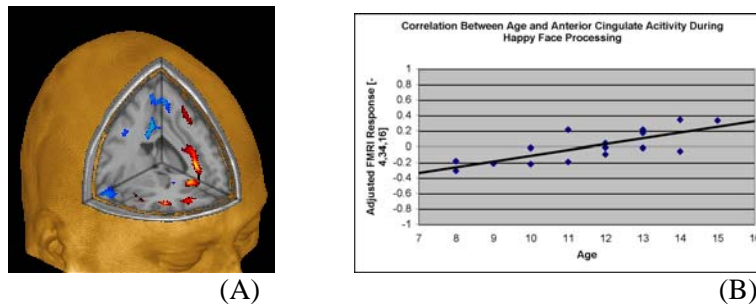 Correlation Between Age and Anterior Cingulate Acitivity During
Happy Face Processing
Adjusted FMRI Response [-
4,34,16]
1
0.8
0.6
0.4
0.2
0
-0.2
-0.4
-0.6
-0.8
-1
7 8 9 10 11 12 13 14 15 16
Age
(A) (B)